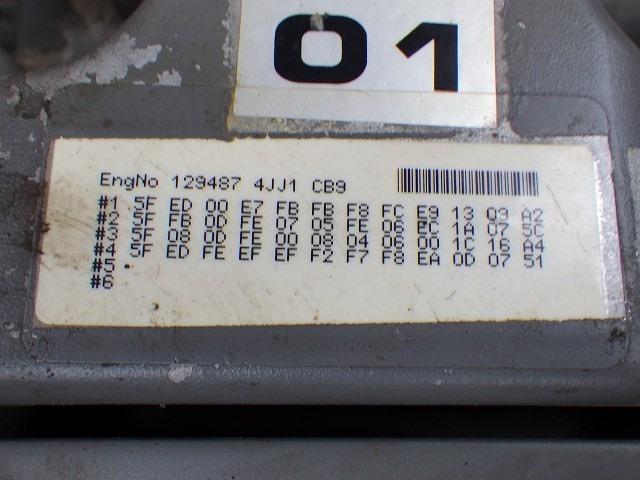 01
EngNo 129487 4JJ1 CB9
#1 5F ED 00 E7 FB FB F8 FC E9 13 03 A2
#2 5F FB 0D FE 07 05 FE 06 BC 1A 07 5C
#3 5F 08 0D FE 00 08 04 06 00 1C 16 A4
#4 5F ED FE EF EF F2 F7 F8 EA 0D 07 51
#5
#6